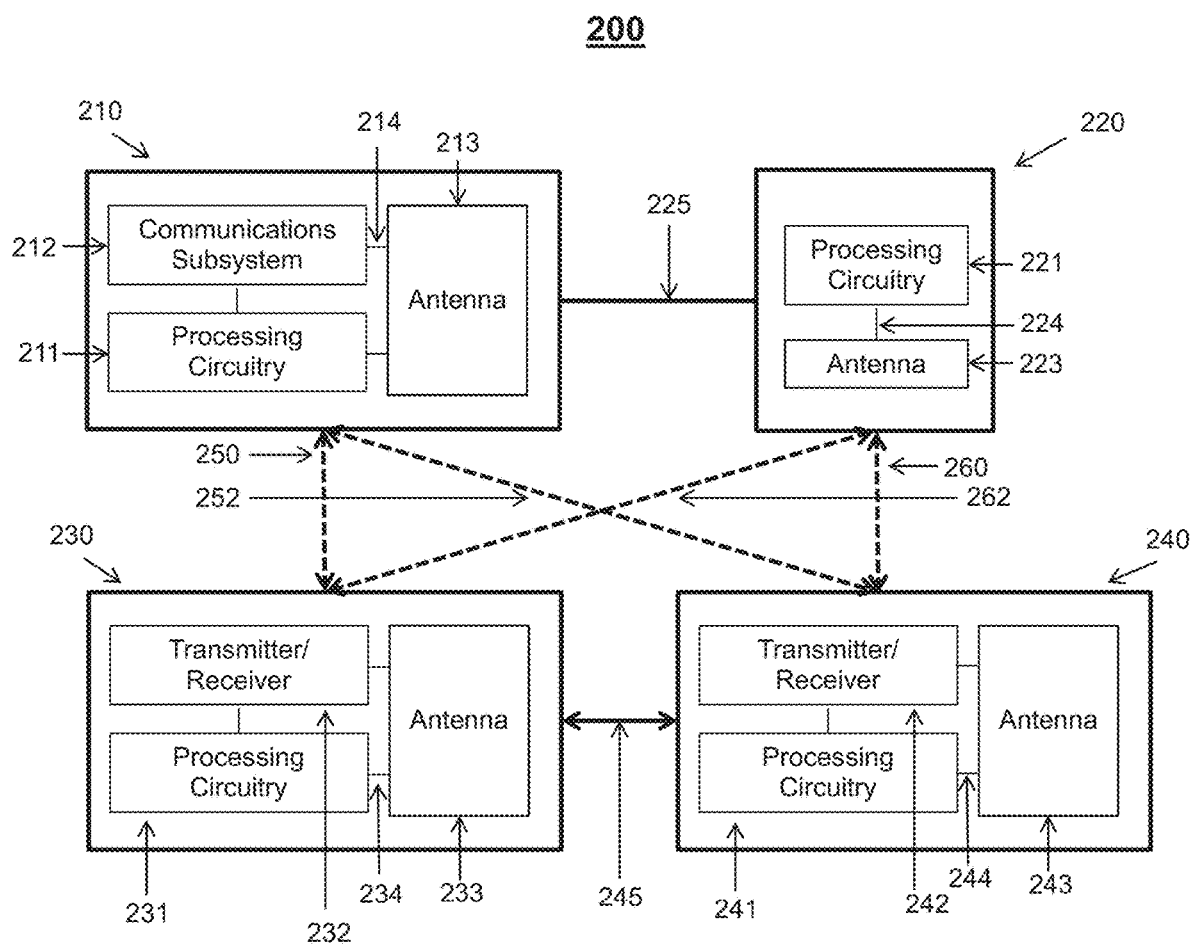 200
210
214
213
220
225
212
Communications
Subsystem
Antenna
211
Processing
Circuitry
Processing
Circuitry
221
224
Antenna
223
250
252
260
262
230
240
Transmitter/
Receiver
Processing
Circuitry
Antenna
Transmitter/
Receiver
Processing
Circuitry
Antenna
231
232
234
233
245
241
242
244
243